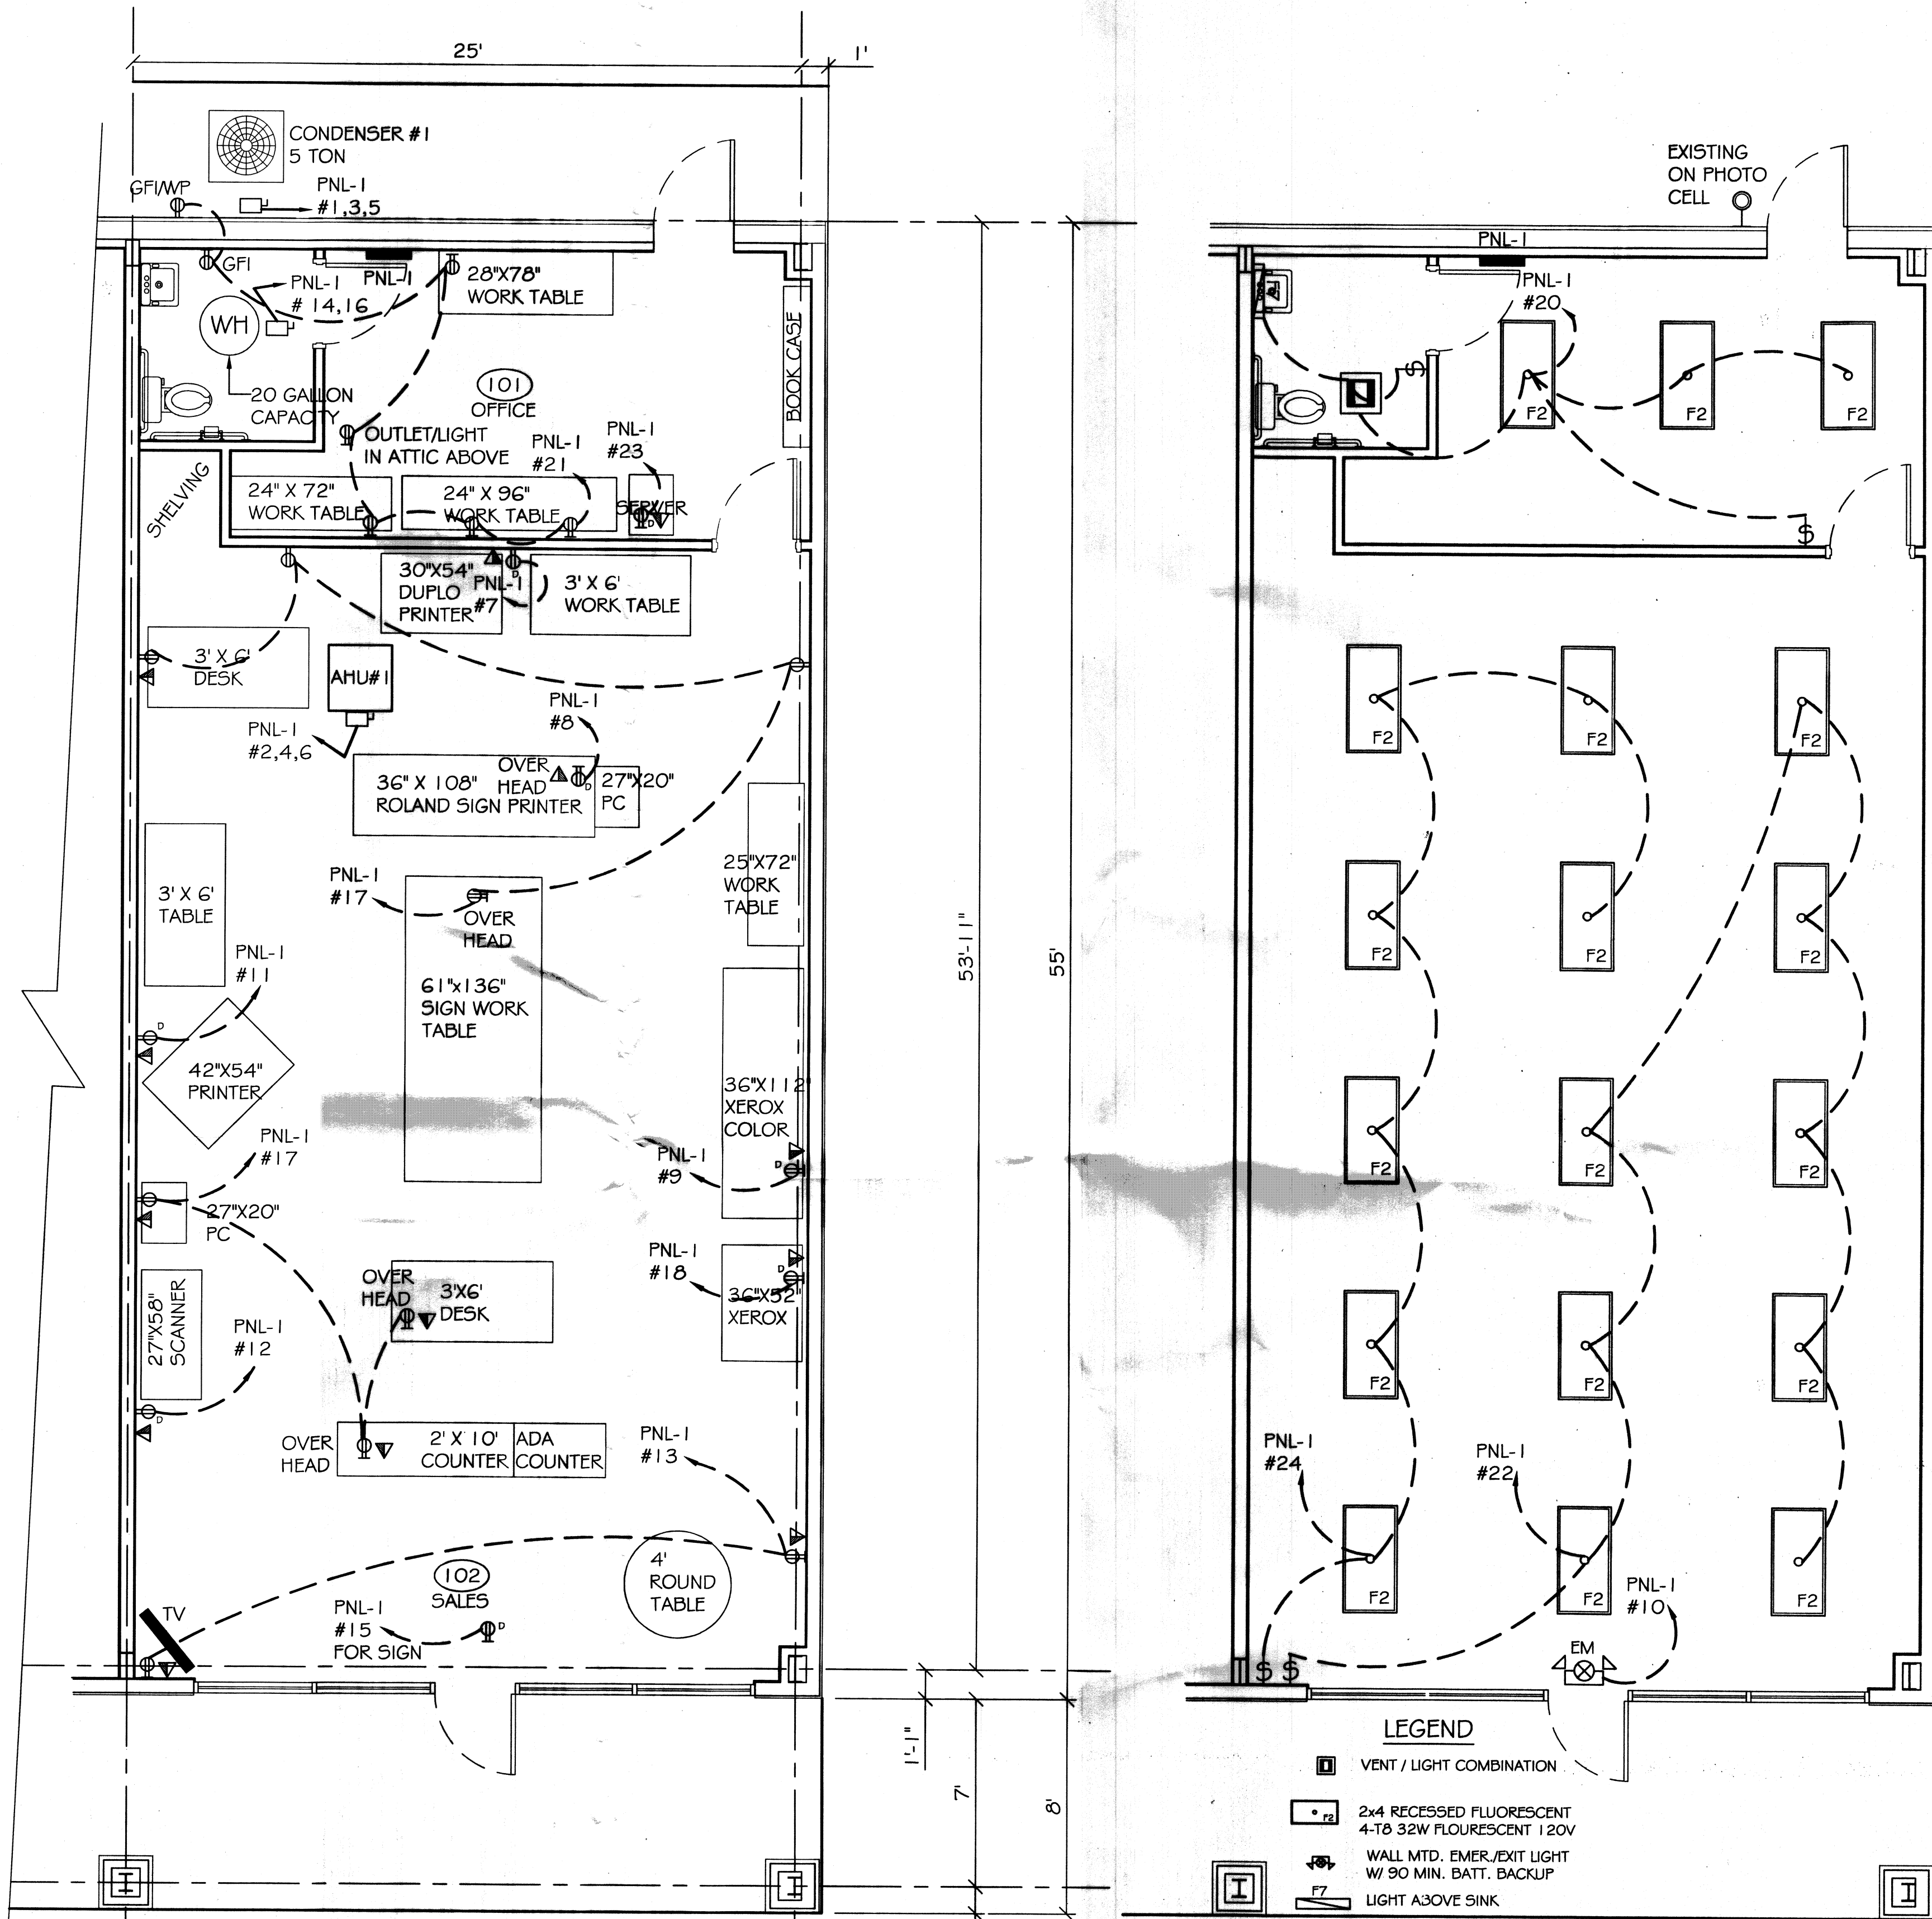 25'
1'
CONDENSER #1
5 TON
GFI/WP
PNL-1
#1,3,5
GFI
PNL-1
# 14,16
PNL-1
28"X78"
WORK TABLE
WH
BOOK CASE
20 GALLON
CAPACITY
101
OFFICE
OUTLET/LIGHT
IN ATTIC ABOVE
PNL-1
#21
PNL-1
#23
SHELVING
24" X 72"
WORK TABLE
24" X 96"
WORK TABLE
SERVER
D
30"X54"
DUPLO
PRINTER
PNL-1
#7
D
3' X 6'
WORK TABLE
3' X 6'
DESK
AHU#1
PNL-1
#2,4,6
PNL-1
#8
OVER
HEAD
D
36" X 108"
ROLAND SIGN PRINTER
27"X20"
PC
3' X 6'
TABLE
PNL-1
#17
OVER
HEAD
25"X72"
WORK
TABLE
PNL-1
#11
D
61"x136"
SIGN WORK
TABLE
42"X54"
PRINTER
36"X112"
XEROX
COLOR
PNL-1
#17
PNL-1
#9
D
27"X20"
PC
PNL-1
#18
D
36"X52"
XEROX
OVER
HEAD
3'X6'
DESK
27"X58"
SCANNER
PNL-1
#12
D
OVER
HEAD
2' X 10'
COUNTER
ADA
COUNTER
PNL-1
#13
102
SALES
4'
ROUND
TABLE
TV
PNL-1
#15
FOR SIGN
D
53'-11"
55'
1'-1"
7'
8'
I
I
EXISTING
ON PHOTO
CELL
PNL-1
PNL-1
#20
$
F2
F2
F2
$
F2
F2
F2
F2
F2
F2
F2
F2
F2
F2
F2
F2
PNL-1
#24
PNL-1
#22
F2
F2
F2
PNL-1
#10
EM
$ $
LEGEND
VENT / LIGHT COMBINATION
F2
2x4 RECESSED FLUORESCENT
4-T8 32W FLOURESCENT 120V
WALL MTD. EMER./EXIT LIGHT
W/ 90 MIN. BATT. BACKUP
F7
LIGHT ABOVE SINK
I
I